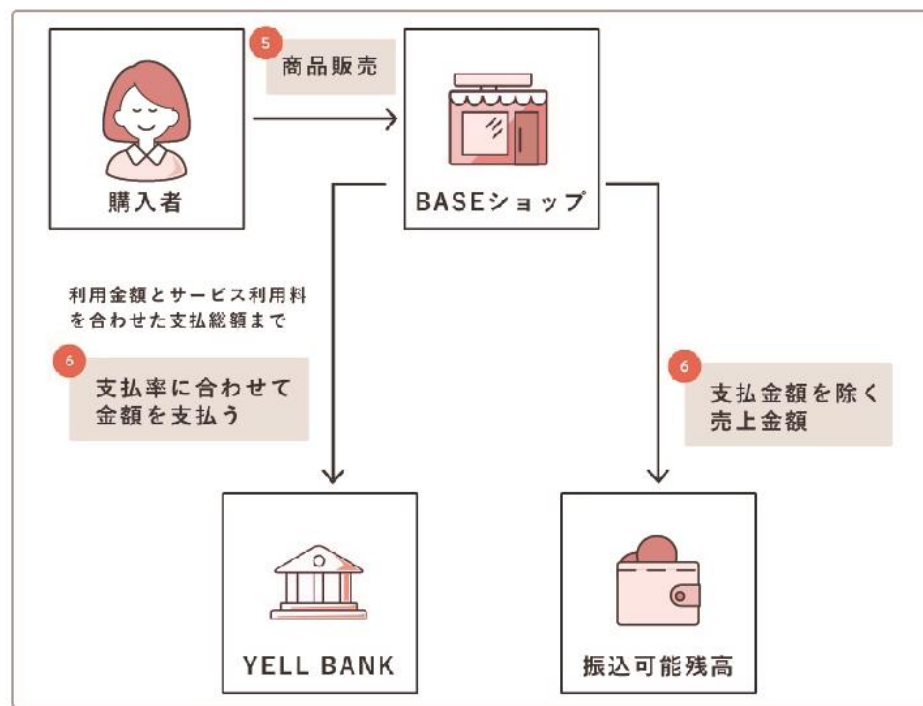 5
商品販売
購入者
BASEショップ
利用金額とサービス利用料
を合わせた支払総額まで
6
支払率に合わせて
金額を支払う
6
支払金額を除く
売上金額
YELL BANK
振込可能残高